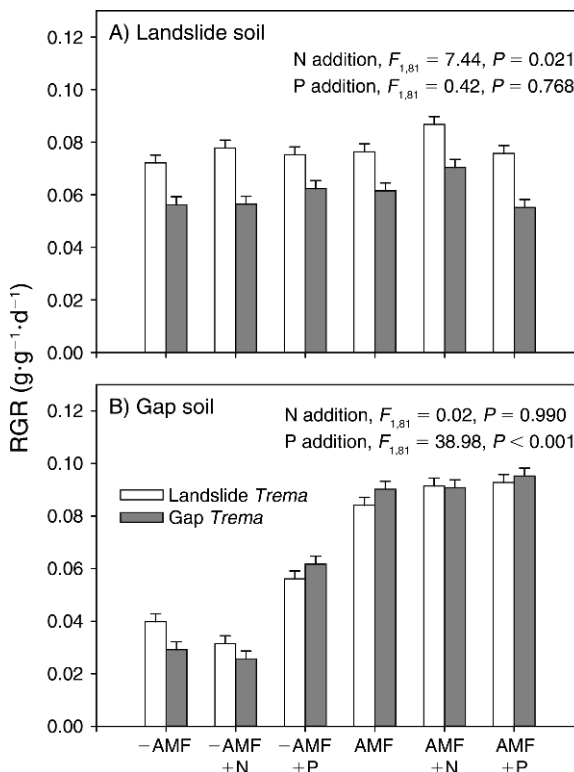 A) Landslide soil
N addition, F1,81 = 7.44, P = 0.021
P addition, F1,81 = 0.42, P = 0.768
0.12
0.10
0.08
0.06
0.04
0.02
0.00
RGR (g·g−1·d−1)
B) Gap soil
N addition, F1,81 = 0.02, P = 0.990
P addition, F1,81 = 38.98, P < 0.001
Landslide Trema
Gap Trema
0.12
0.10
0.08
0.06
0.04
0.02
0.00
−AMF
−AMF
+N
−AMF
+P
AMF
AMF
+N
AMF
+P